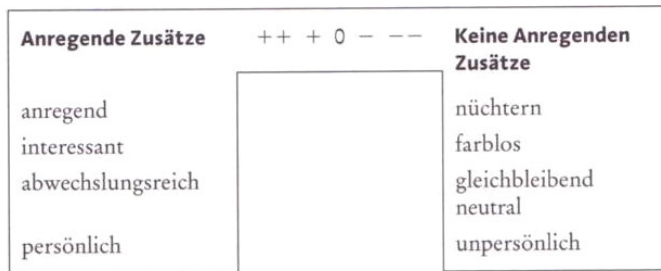 Anregende Zusätze ++ + 0 − −− Keine Anregenden
Zusätze
anregend nüchtern
interessant farblos
abwechslungsreich gleichbleibend
neutral
persönlich unpersönlich